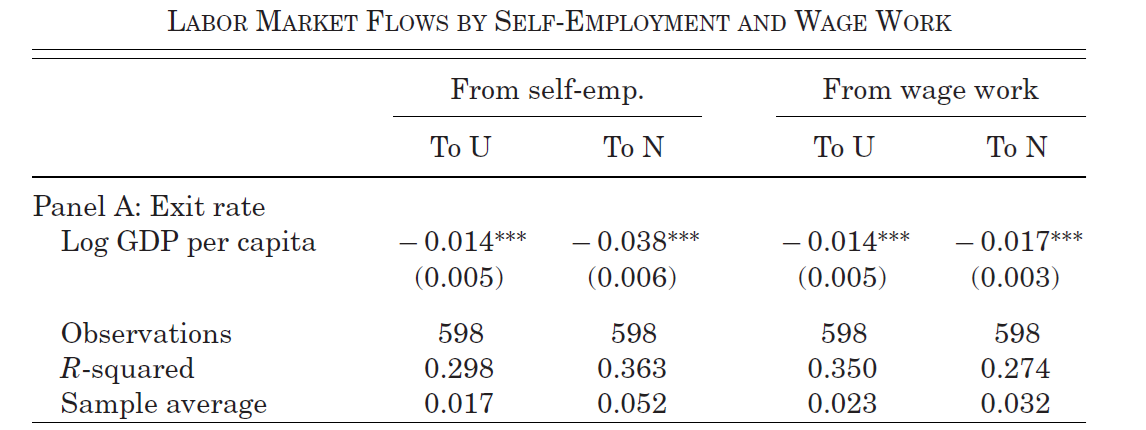 LABOR MARKET FLOWS BY SELF-EMPLOYMENT AND WAGE WORK
From self-emp. From wage work
To U To N To U To N
Panel A: Exit rate
Log GDP per capita −0.014*** −0.038*** −0.014*** −0.017***
(0.005) (0.006) (0.005) (0.003)
Observations 598 598 598 598
R-squared 0.298 0.363 0.350 0.274
Sample average 0.017 0.052 0.023 0.032